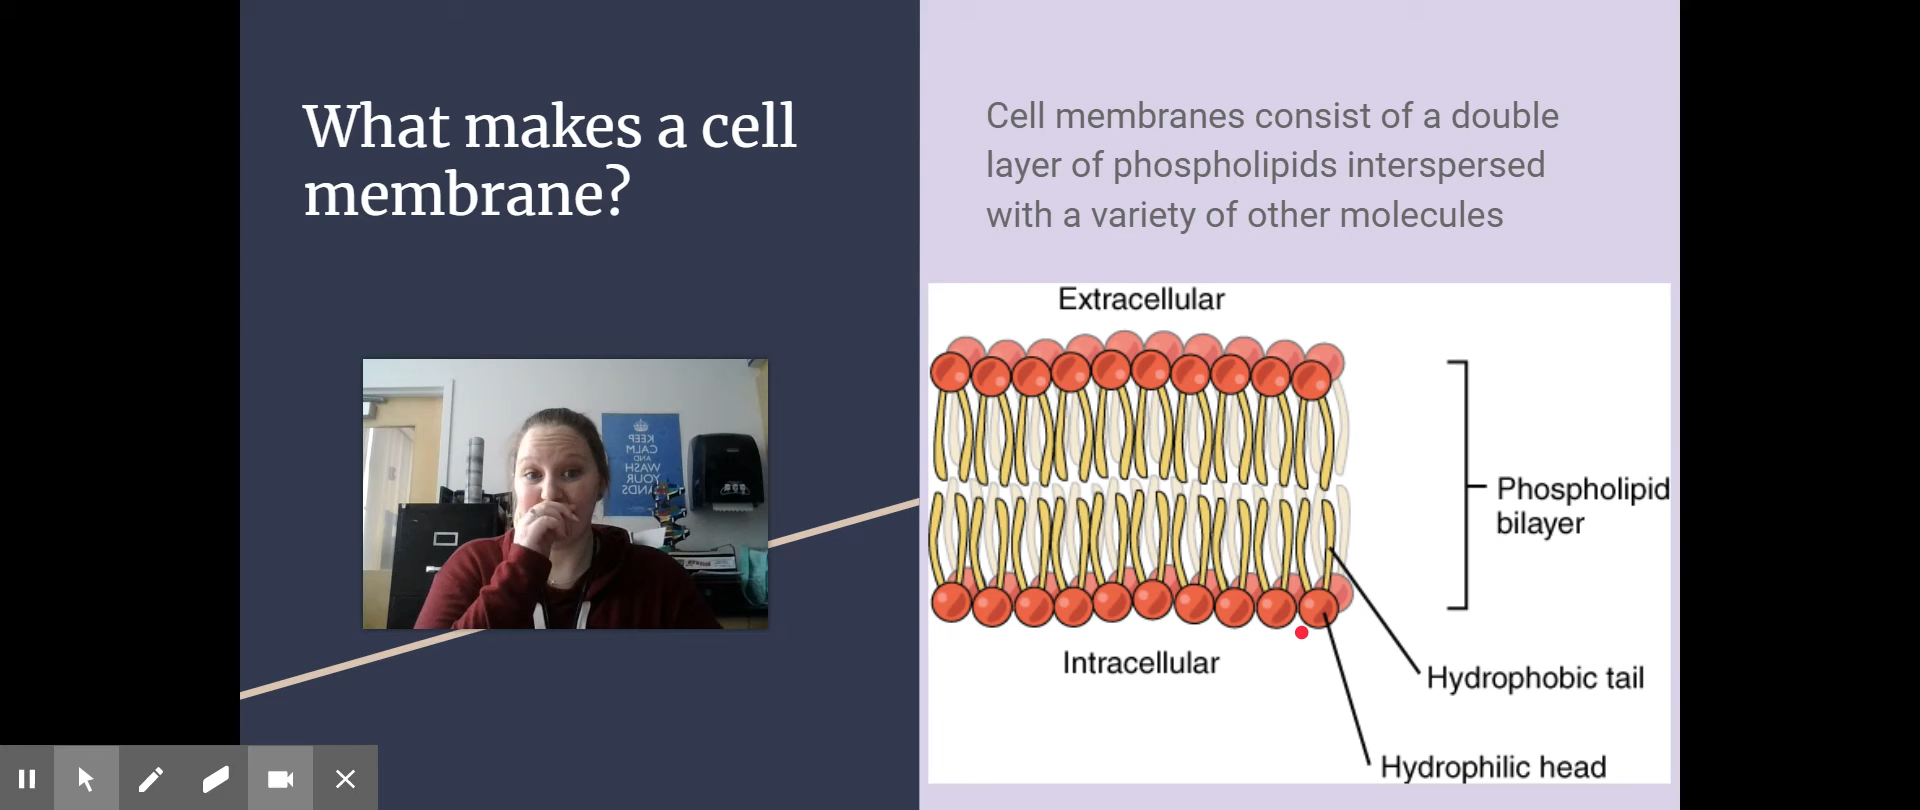 What makes a cell
membrane?
Cell membranes consist of a double
layer of phospholipids interspersed
with a variety of other molecules
KEEP
CALM
AND
WASH
YOUR
HANDS
Extracellular
Phospholipid
bilayer
Intracellular
Hydrophobic tail
Hydrophilic head